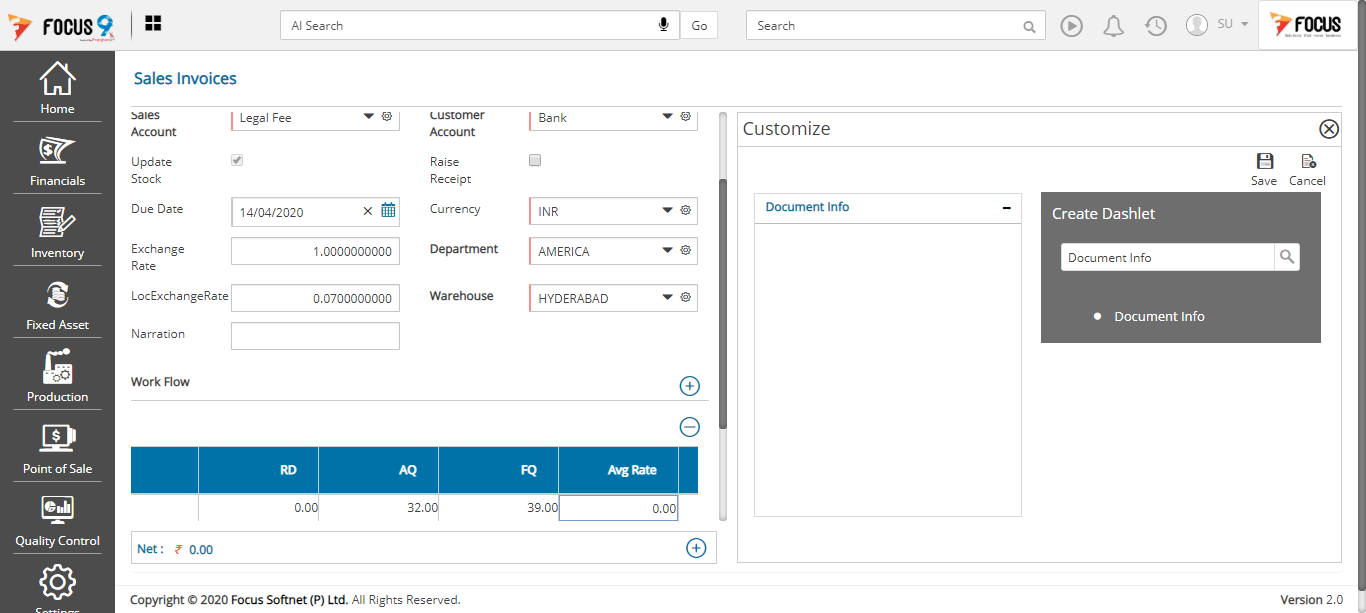 FOCUS 9
AI Search
Go
Search
SU
FOCUS
Home
Financials
Inventory
Fixed Asset
Production
Point of Sale
Quality Control
Settings
Sales Invoices
Sales Account
Legal Fee
Customer Account
Bank
Update Stock
Raise Receipt
Due Date
14/04/2020
Currency
INR
Exchange Rate
1.0000000000
Department
AMERICA
LocExchangeRate
0.0700000000
Warehouse
HYDERABAD
Narration
Work Flow
RD AQ FQ Avg Rate
0.00 32.00 39.00 0.00
Net : ₹ 0.00
Customize
Save Cancel
Document Info
Create Dashlet
Document Info
Document Info
Copyright © 2020 Focus Softnet (P) Ltd. All Rights Reserved.
Version 2.0